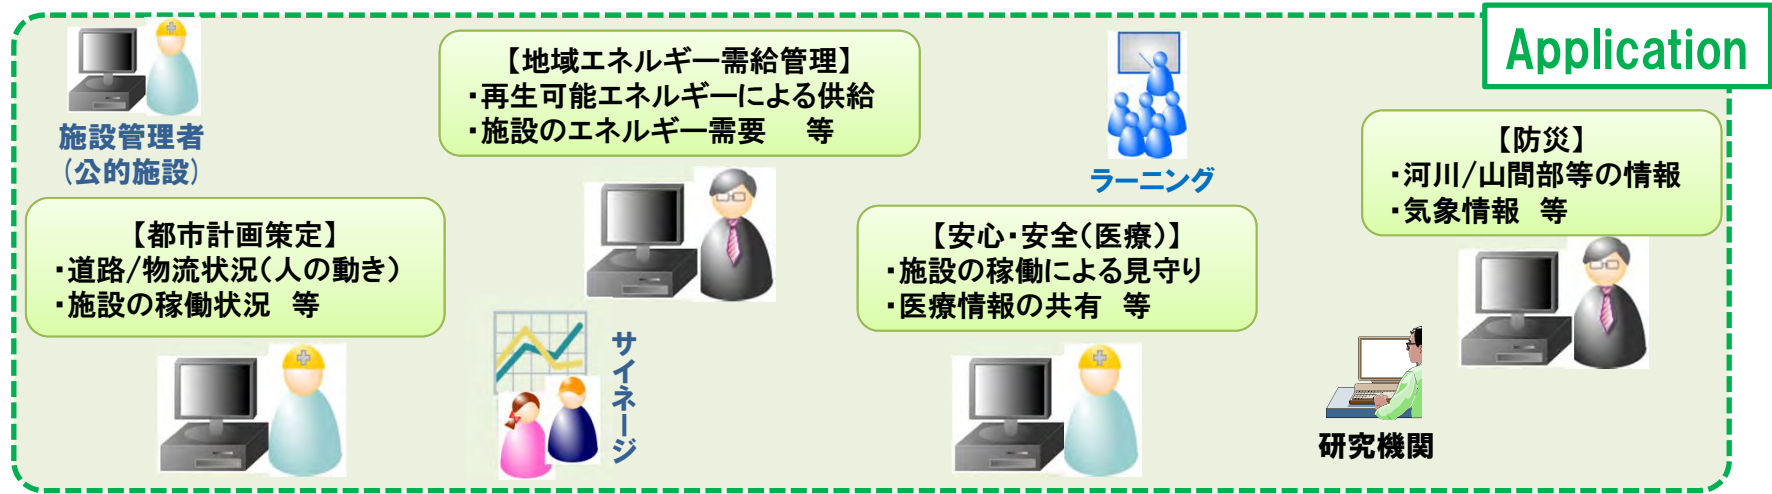 Application
施設管理者
(公的施設)
【地域エネルギー需給管理】
・再生可能エネルギーによる供給
・施設のエネルギー需要　等
ラーニング
【防災】
・河川/山間部等の情報
・気象情報　等
【都市計画策定】
・道路/物流状況(人の動き)
・施設の稼働状況　等
【安心・安全(医療)】
・施設の稼働による見守り
・医療情報の共有　等
サイネージ
研究機関